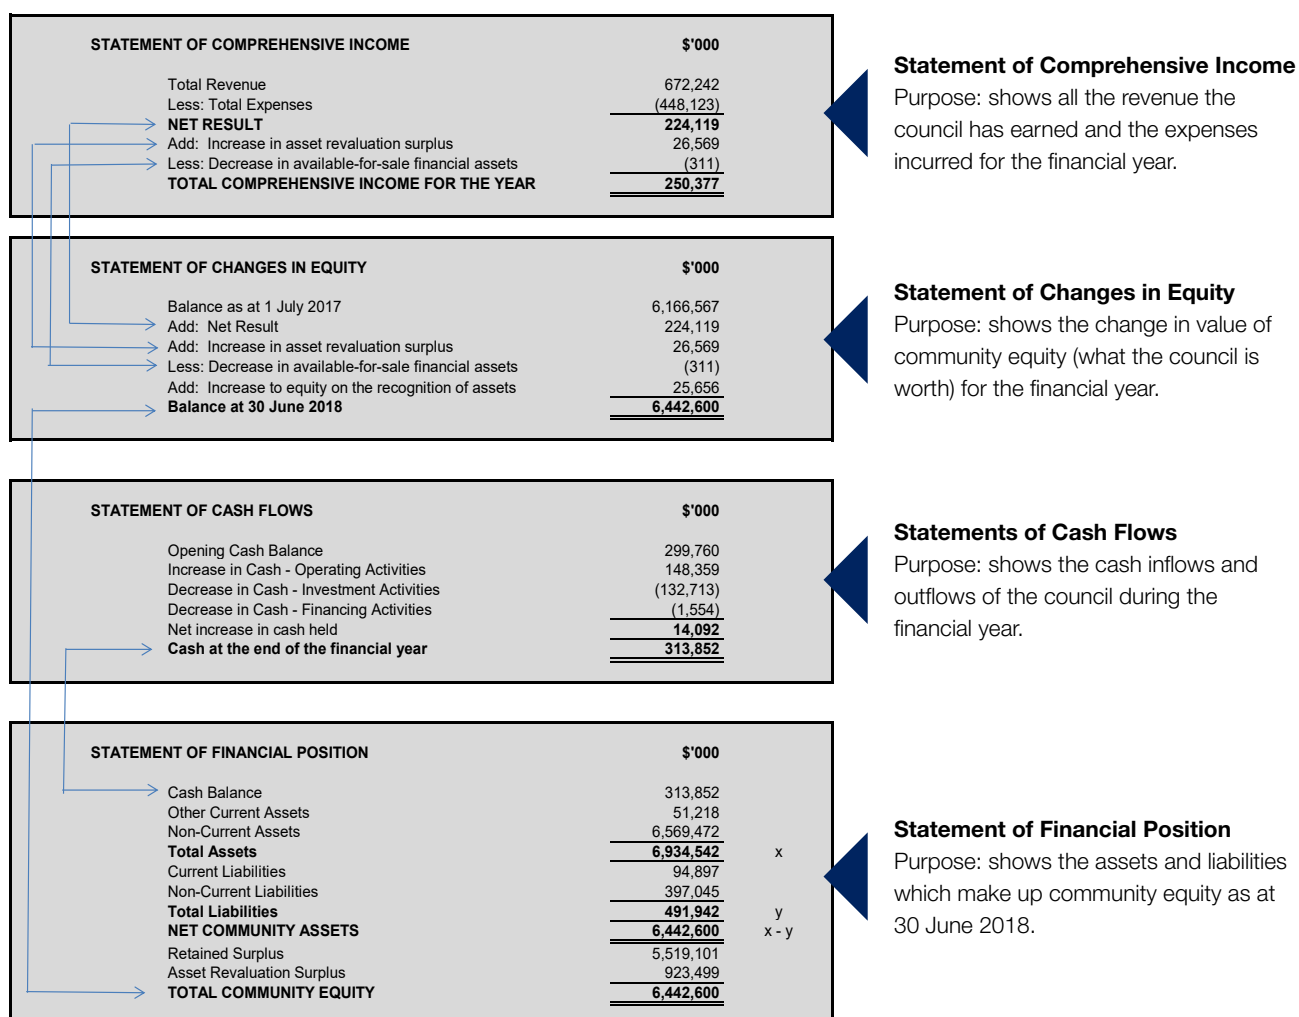 STATEMENT OF COMPREHENSIVE INCOME $'000
Total Revenue 672,242
Less: Total Expenses (448,123)
NET RESULT 224,119
Add: Increase in asset revaluation surplus 26,569
Less: Decrease in available-for-sale financial assets (311)
TOTAL COMPREHENSIVE INCOME FOR THE YEAR 250,377
Statement of Comprehensive Income
Purpose: shows all the revenue the
council has earned and the expenses
incurred for the financial year.
STATEMENT OF CHANGES IN EQUITY $'000
Balance as at 1 July 2017 6,166,567
Add: Net Result 224,119
Add: Increase in asset revaluation surplus 26,569
Less: Decrease in available-for-sale financial assets (311)
Add: Increase to equity on the recognition of assets 25,656
Balance at 30 June 2018 6,442,600
Statement of Changes in Equity
Purpose: shows the change in value of
community equity (what the council is
worth) for the financial year.
STATEMENT OF CASH FLOWS $'000
Opening Cash Balance 299,760
Increase in Cash - Operating Activities 148,359
Decrease in Cash - Investment Activities (132,713)
Decrease in Cash - Financing Activities (1,554)
Net increase in cash held 14,092
Cash at the end of the financial year 313,852
Statements of Cash Flows
Purpose: shows the cash inflows and
outflows of the council during the
financial year.
STATEMENT OF FINANCIAL POSITION $'000
Cash Balance 313,852
Other Current Assets 51,218
Non-Current Assets 6,569,472
Total Assets 6,934,542 x
Current Liabilities 94,897
Non-Current Liabilities 397,045
Total Liabilities 491,942 y
NET COMMUNITY ASSETS 6,442,600 x - y
Retained Surplus 5,519,101
Asset Revaluation Surplus 923,499
TOTAL COMMUNITY EQUITY 6,442,600
Statement of Financial Position
Purpose: shows the assets and liabilities
which make up community equity as at
30 June 2018.